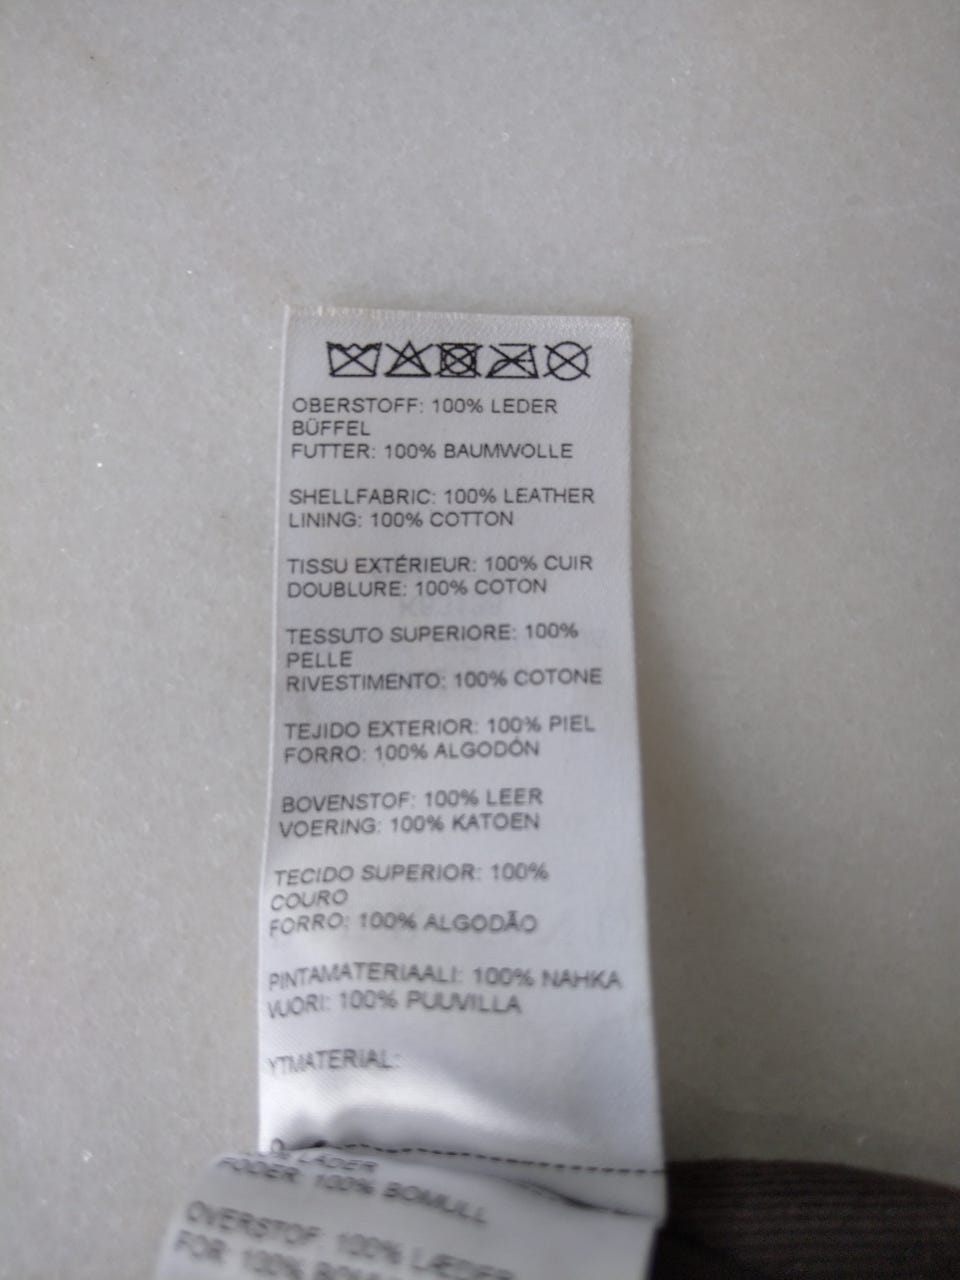 OBERSTOFF: 100% LEDER
BÜFFEL
FUTTER: 100% BAUMWOLLE
SHELLFABRIC: 100% LEATHER
LINING: 100% COTTON
TISSU EXTÉRIEUR: 100% CUIR
DOUBLURE: 100% COTON
TESSUTO SUPERIORE: 100%
PELLE
RIVESTIMENTO: 100% COTONE
TEJIDO EXTERIOR: 100% PIEL
FORRO: 100% ALGODÓN
BOVENSTOF: 100% LEER
VOERING: 100% KATOEN
TECIDO SUPERIOR: 100%
COURO
FORRO: 100% ALGODÃO
PINTAMATERIAALI: 100% NAHKA
VUORI: 100% PUUVILLA
YTMATERIAL:
LÄDER
FODER: 100% BOMULL
OVERSTOF: 100% LÆDER
FOR: 100%